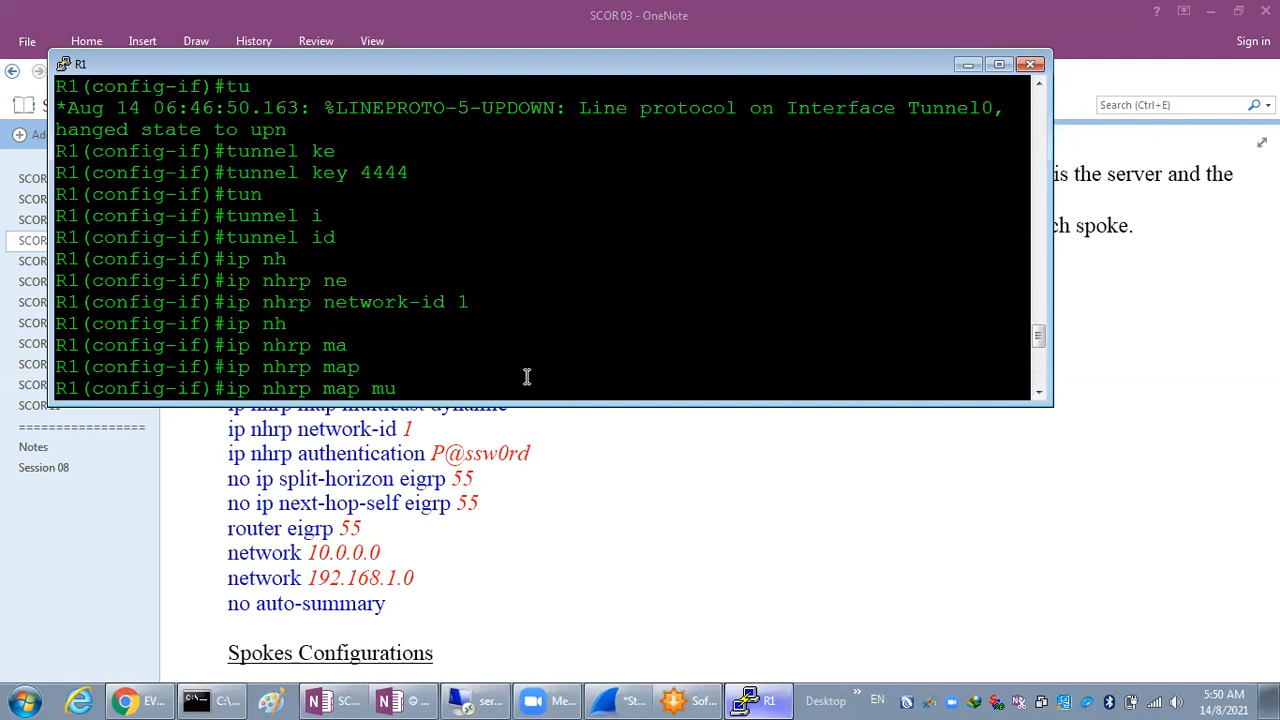 SCOR 03 - OneNote
File Home Insert Draw History Review View
Sign in
R1
R1(config-if)#tu
*Aug 14 06:46:50.163: %LINEPROTO-5-UPDOWN: Line protocol on Interface Tunnel0,
hanged state to upn
R1(config-if)#tunnel ke
R1(config-if)#tunnel key 4444
R1(config-if)#tun
R1(config-if)#tunnel i
R1(config-if)#tunnel id
R1(config-if)#ip nh
R1(config-if)#ip nhrp ne
R1(config-if)#ip nhrp network-id 1
R1(config-if)#ip nh
R1(config-if)#ip nhrp ma
R1(config-if)#ip nhrp map
R1(config-if)#ip nhrp map mu
Search (Ctrl+E)
is the server and the
ch spoke.
SCOR
SCOR
SCOR
SCOR
SCOR
SCOR
SCOR
SCOR
SCOR
SCOR
SCOR
=================
Notes
Session 08
ip nhrp map multicast dynamic
ip nhrp network-id 1
ip nhrp authentication P@ssw0rd
no ip split-horizon eigrp 55
no ip next-hop-self eigrp 55
router eigrp 55
network 10.0.0.0
network 192.168.1.0
no auto-summary
Spokes Configurations
EV... C:\... SC... ... ser... Me... *St... Sof... R1 Desktop » EN
5:50 AM
14/8/2021